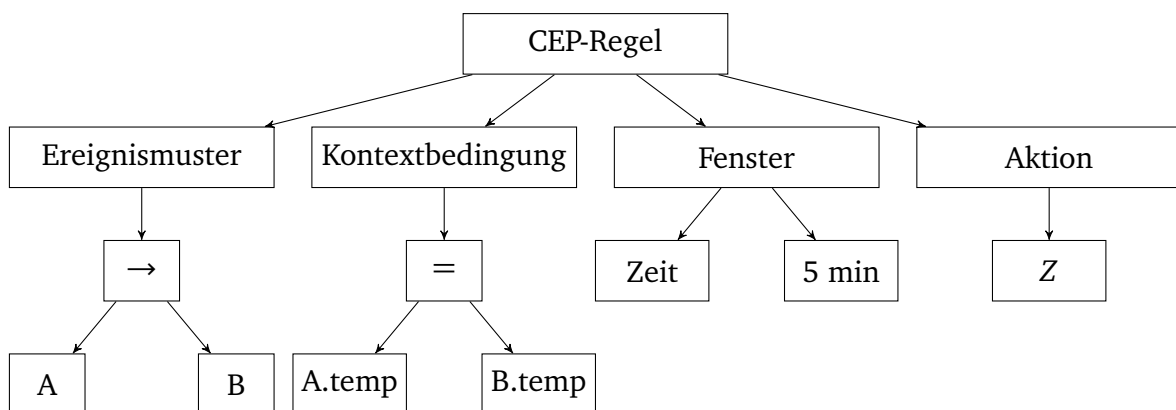 CEP-Regel
Ereignismuster
Kontextbedingung
Fenster
Aktion
→
=
Zeit
5 min
Z
A
B
A.temp
B.temp